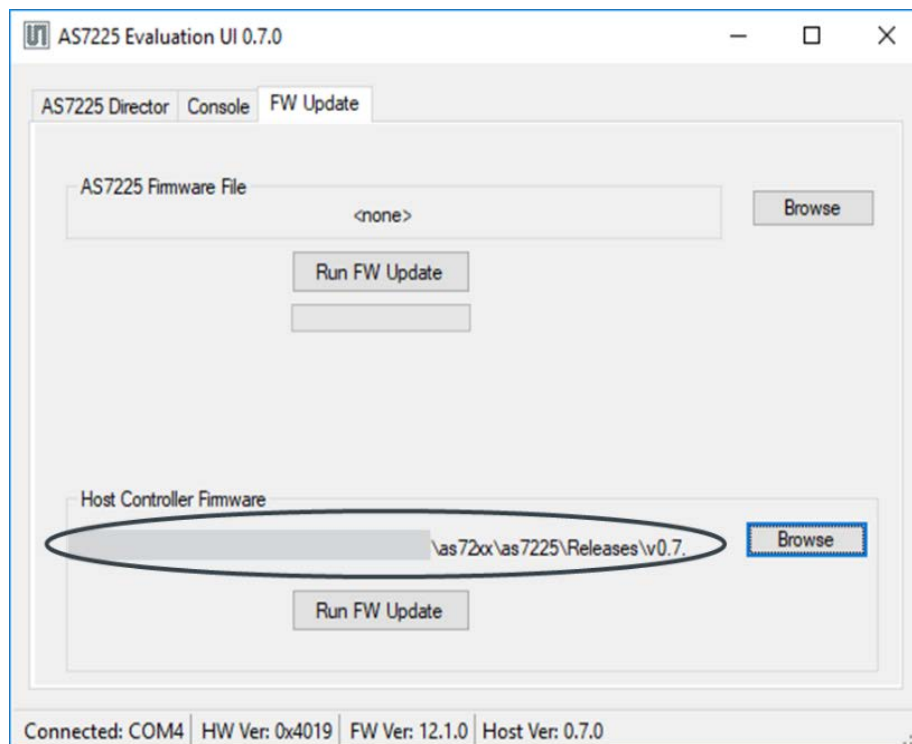 AS7225 Evaluation UI 0.7.0
AS7225 Director Console FW Update
AS7225 Firmware File
<none>
Browse
Run FW Update
Host Controller Firmware
\as72xx\as7225\Releases\v0.7.
Browse
Run FW Update
Connected: COM4 HW Ver: 0x4019 FW Ver: 12.1.0 Host Ver: 0.7.0